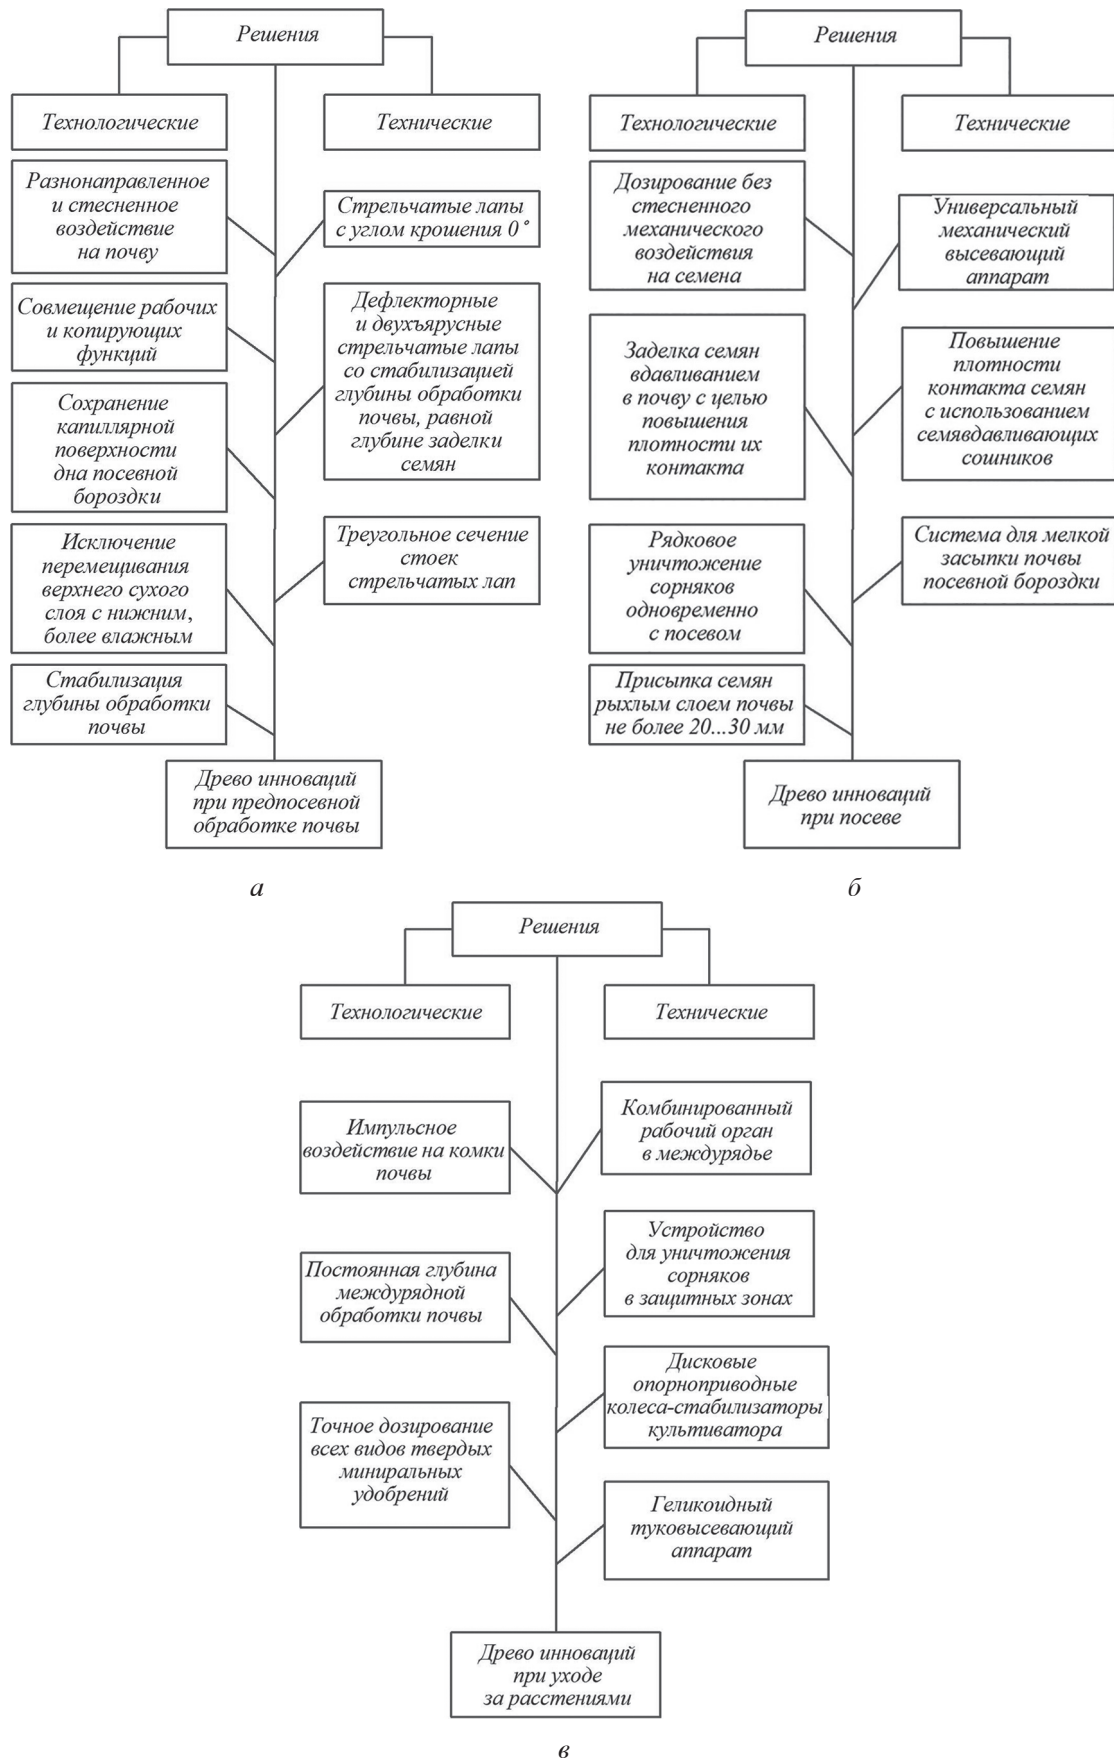 Решения
Технологические
Технические
Разнонаправленное
и стесненное
воздействие
на почву
Совмещение рабочих
и копирующих
функций
Сохранение
капиллярной
поверхности
дна посевной
бороздки
Исключение
перемещивания
верхнего сухого
слоя с нижним,
более влажным
Стабилизация
глубины обработки
почвы
Стрельчатые лапы
с углом крошения 0°
Дефлекторные
и двухъярусные
стрельчатые лапы
со стабилизацией
глубины обработки
почвы, равной
глубине заделки
семян
Треугольное сечение
стоек
стрельчатых лап
Древо инноваций
при предпосевной
обработке почвы
а
Решения
Технологические
Технические
Дозирование без
стесненного
механического
воздействия
на семена
Заделка семян
вдавливанием
в почву с целью
повышения
плотности их
контакта
Рядковое
уничтожение
сорняков
одновременно
с посевом
Присыпка семян
рыхлым слоем почвы
не более 20...30 мм
Универсальный
механический
высевающий
аппарат
Повышение
плотности
контакта семян
с использованием
семявдавливающих
сошников
Система для мелкой
засыпки почвы
посевной бороздки
Древо инноваций
при посеве
б
Решения
Технологические
Технические
Импульсное
воздействие на комки
почвы
Постоянная глубина
междурядной
обработки почвы
Точное дозирование
всех видов твердых
миниральных
удобрений
Комбинированный
рабочий орган
в междурядье
Устройство
для уничтожения
сорняков
в защитных зонах
Дисковые
опорноприводные
колеса-стабилизаторы
культиватора
Геликоидный
туковысевающий
аппарат
Древо инноваций
при уходе
за расстениями
в